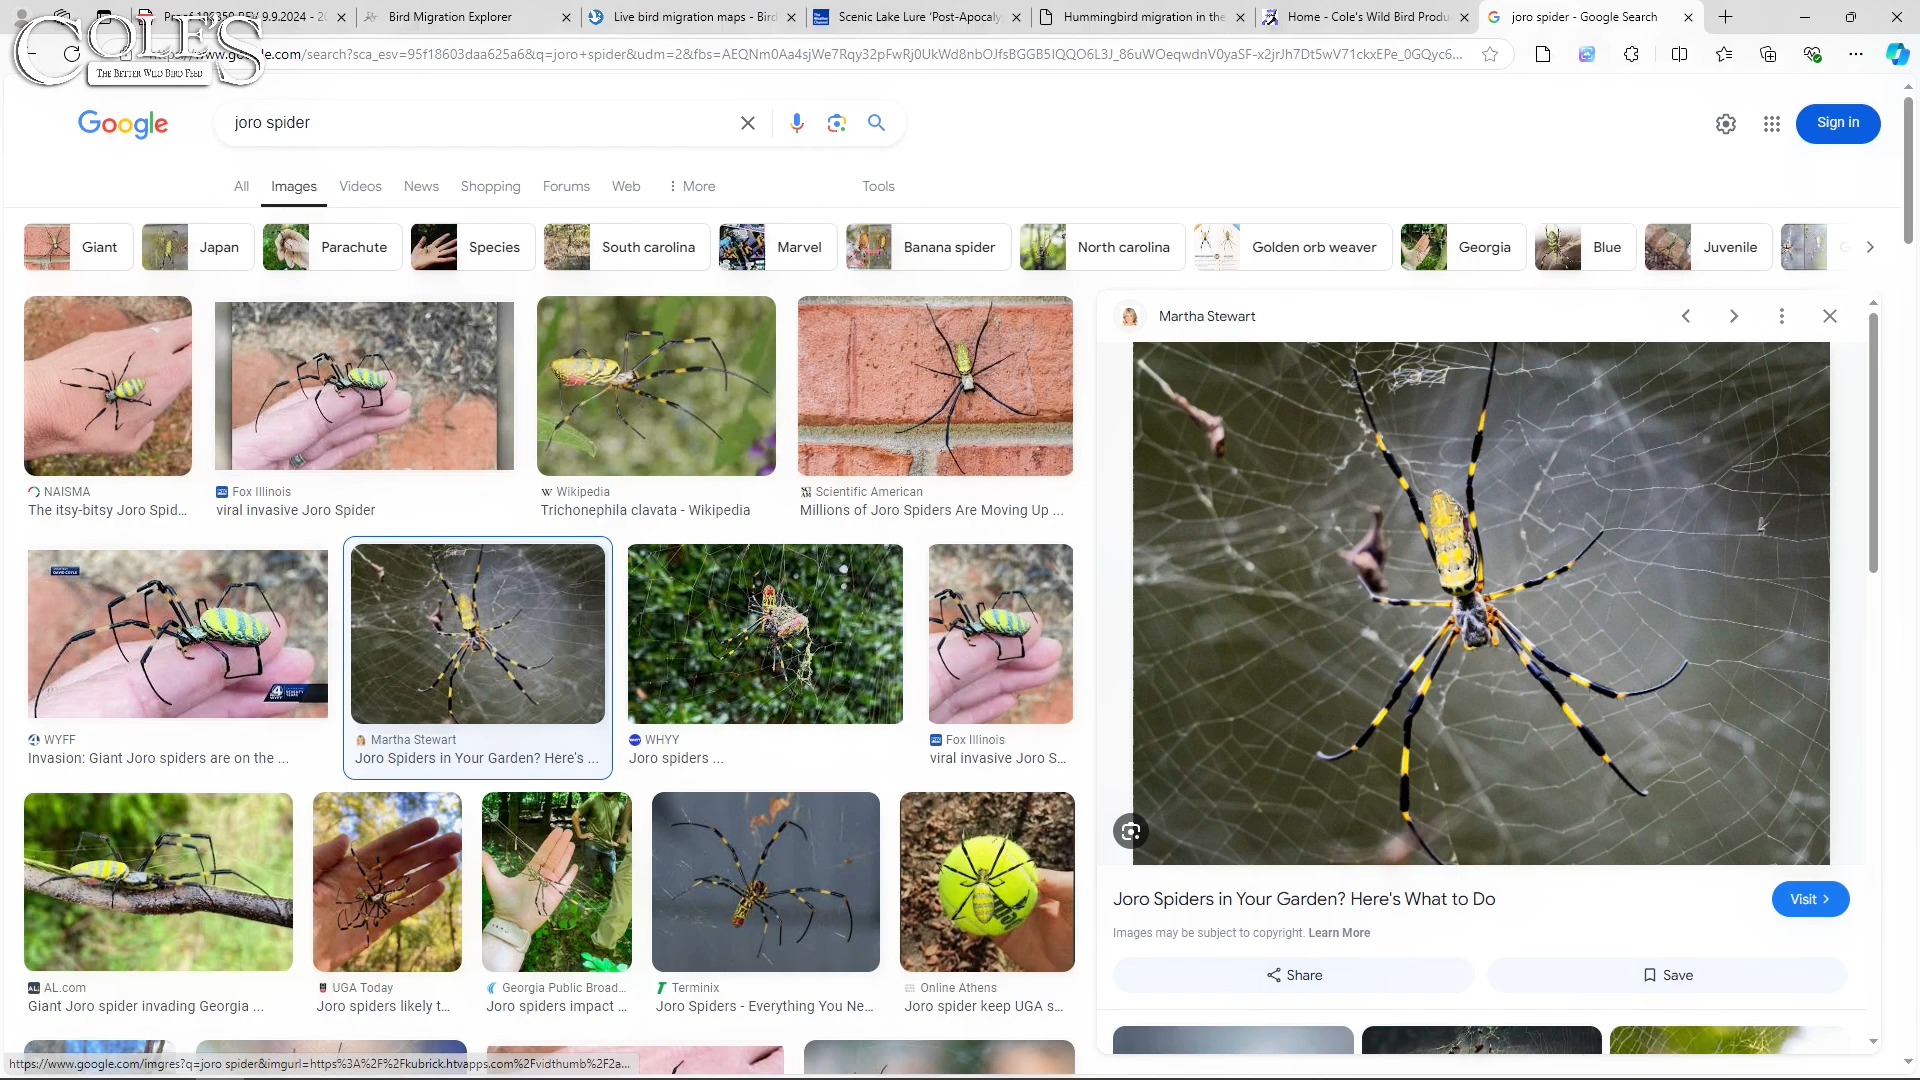 Proof 189350 REV 9.9.2024 - 20
Bird Migration Explorer
Live bird migration maps - Bird
Scenic Lake Lure 'Post-Apocaly
Hummingbird migration in the
Home - Cole's Wild Bird Produ
joro spider - Google Search
COLE'S
THE BETTER WILD BIRD FEED
Google
joro spider
Sign in
All
Images
Videos
News
Shopping
Forums
Web
More
Tools
Giant
Japan
Parachute
Species
South carolina
Marvel
Banana spider
North carolina
Golden orb weaver
Georgia
Blue
Juvenile
Martha Stewart
NAISMA
The itsy-bitsy Joro Spid...
Fox Illinois
viral invasive Joro Spider
Wikipedia
Trichonephila clavata - Wikipedia
Scientific American
Millions of Joro Spiders Are Moving Up ...
WYFF
Invasion: Giant Joro spiders are on the ...
Martha Stewart
Joro Spiders in Your Garden? Here's ...
WHYY
Joro spiders ...
Fox Illinois
viral invasive Joro S...
AL.com
Giant Joro spider invading Georgia ...
UGA Today
Joro spiders likely t...
Georgia Public Broad...
Joro spiders impact ...
Terminix
Joro Spiders - Everything You Ne...
Online Athens
Joro spider keep UGA s...
Joro Spiders in Your Garden? Here's What to Do
Visit
Images may be subject to copyright. Learn More
Share
Save
https://www.google.com/imgres?q=joro spider&imgurl=https%3A%2F%2Fkubrick.htvapps.com%2Fvidthumb%2F2a...